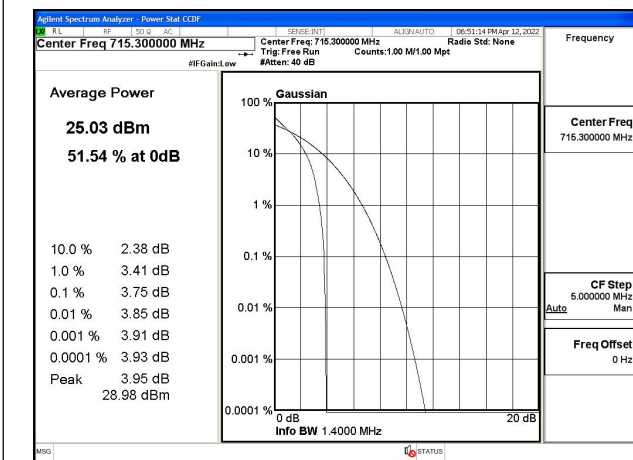 Agilent Spectrum Analyzer - Power Stat CCDF
RL RF 50 Ω AC SENSE:INT ALIGN AUTO 06:51:14 PM Apr 12, 2022
Center Freq 715.300000 MHz
Center Freq: 715.300000 MHz Radio Std: None
Trig: Free Run Counts:1.00 M/1.00 Mpt
#IFGain:Low #Atten: 40 dB
Frequency
Average Power
25.03 dBm
51.54 % at 0dB
10.0 % 2.38 dB
1.0 % 3.41 dB
0.1 % 3.75 dB
0.01 % 3.85 dB
0.001 % 3.91 dB
0.0001 % 3.93 dB
Peak 3.95 dB
28.98 dBm
Gaussian
100 %
10 %
1 %
0.1 %
0.01 %
0.001 %
0.0001 %
0 dB 20 dB
Info BW 1.4000 MHz
Center Freq
715.300000 MHz
CF Step
5.000000 MHz
Auto Man
Freq Offset
0 Hz
MSG STATUS